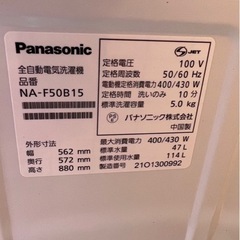 Panasonic
全自動電気洗濯機
品番
NA-F50B15
外形寸法
幅 562 mm
奥行 572 mm
高さ 880 mm
S JET
定格電圧 100 V
定格周波数 50/60 Hz
電動機定格消費電力 400/430 W
定格時間 洗いのみ 10 分
標準洗濯容量 5.0 kg
パナソニック株式会社
中国製
最大消費電力 400/430 W
標準水量 47 L
標準使用水量 114 L
製造番号 21O1300992